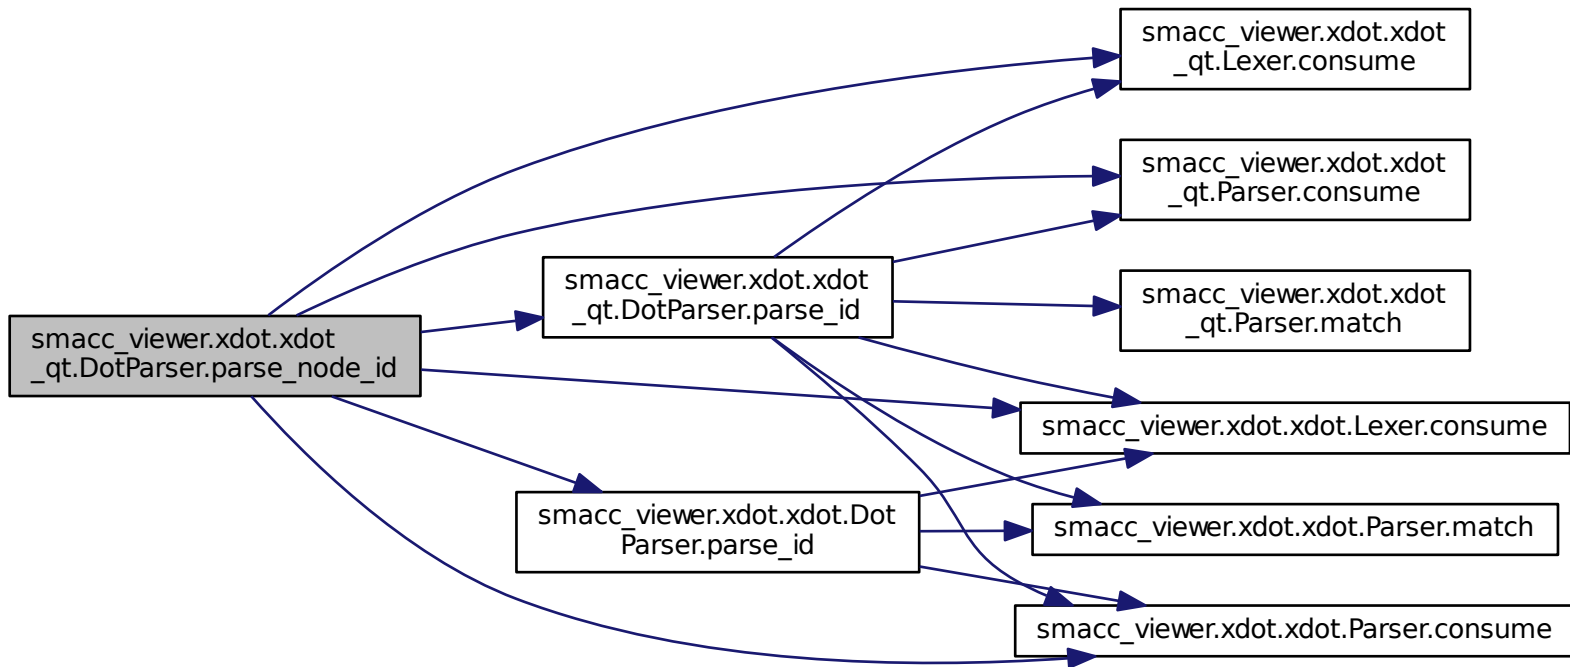 smacc_viewer.xdot.xdot
_qt.DotParser.parse_node_id
smacc_viewer.xdot.xdot
_qt.DotParser.parse_id
smacc_viewer.xdot.xdot.Dot
Parser.parse_id
smacc_viewer.xdot.xdot
_qt.Lexer.consume
smacc_viewer.xdot.xdot
_qt.Parser.consume
smacc_viewer.xdot.xdot
_qt.Parser.match
smacc_viewer.xdot.xdot.Lexer.consume
smacc_viewer.xdot.xdot.Parser.match
smacc_viewer.xdot.xdot.Parser.consume